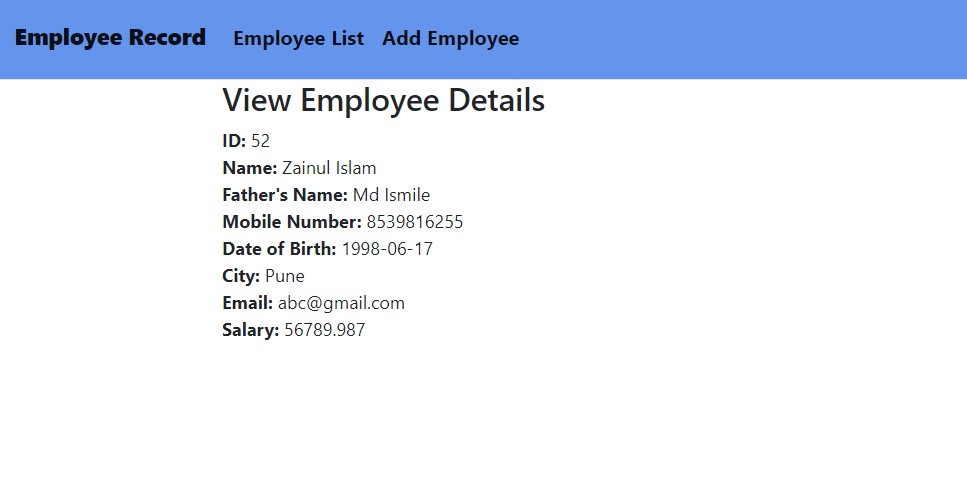 Employee Record Employee List Add Employee
View Employee Details
ID: 52
Name: Zainul Islam
Father's Name: Md Ismile
Mobile Number: 8539816255
Date of Birth: 1998-06-17
City: Pune
Email: abc@gmail.com
Salary: 56789.987